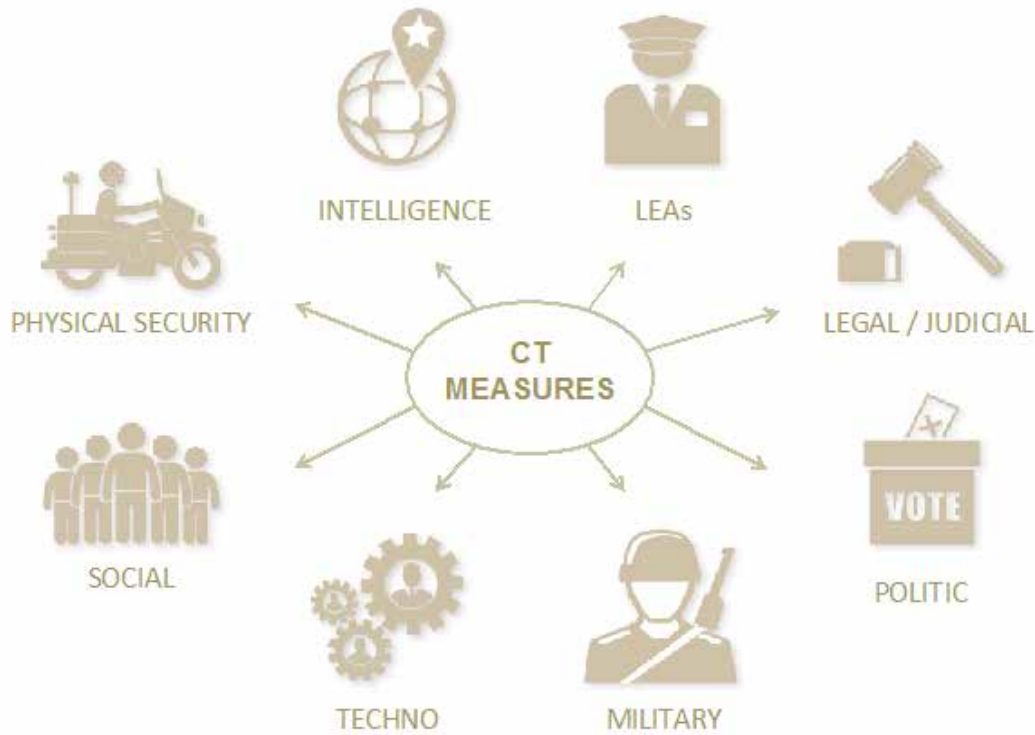 INTELLIGENCE
LEAs
PHYSICAL SECURITY
LEGAL / JUDICIAL
CT
MEASURES
SOCIAL
VOTE
POLITIC
TECHNO
MILITARY